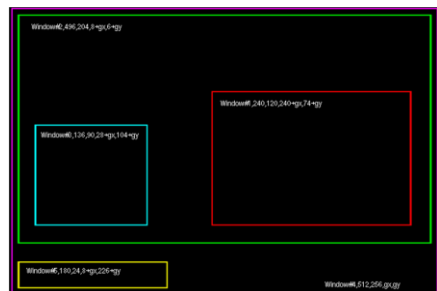 Window#2,496,204,8+gx,6+gy
Window#1,240,120,240+gx,74+gy
Window#3,136,90,28+gx,104+gy
Window#5,180,24,8+gx,226+gy
Window#4,512,256,gx,gy